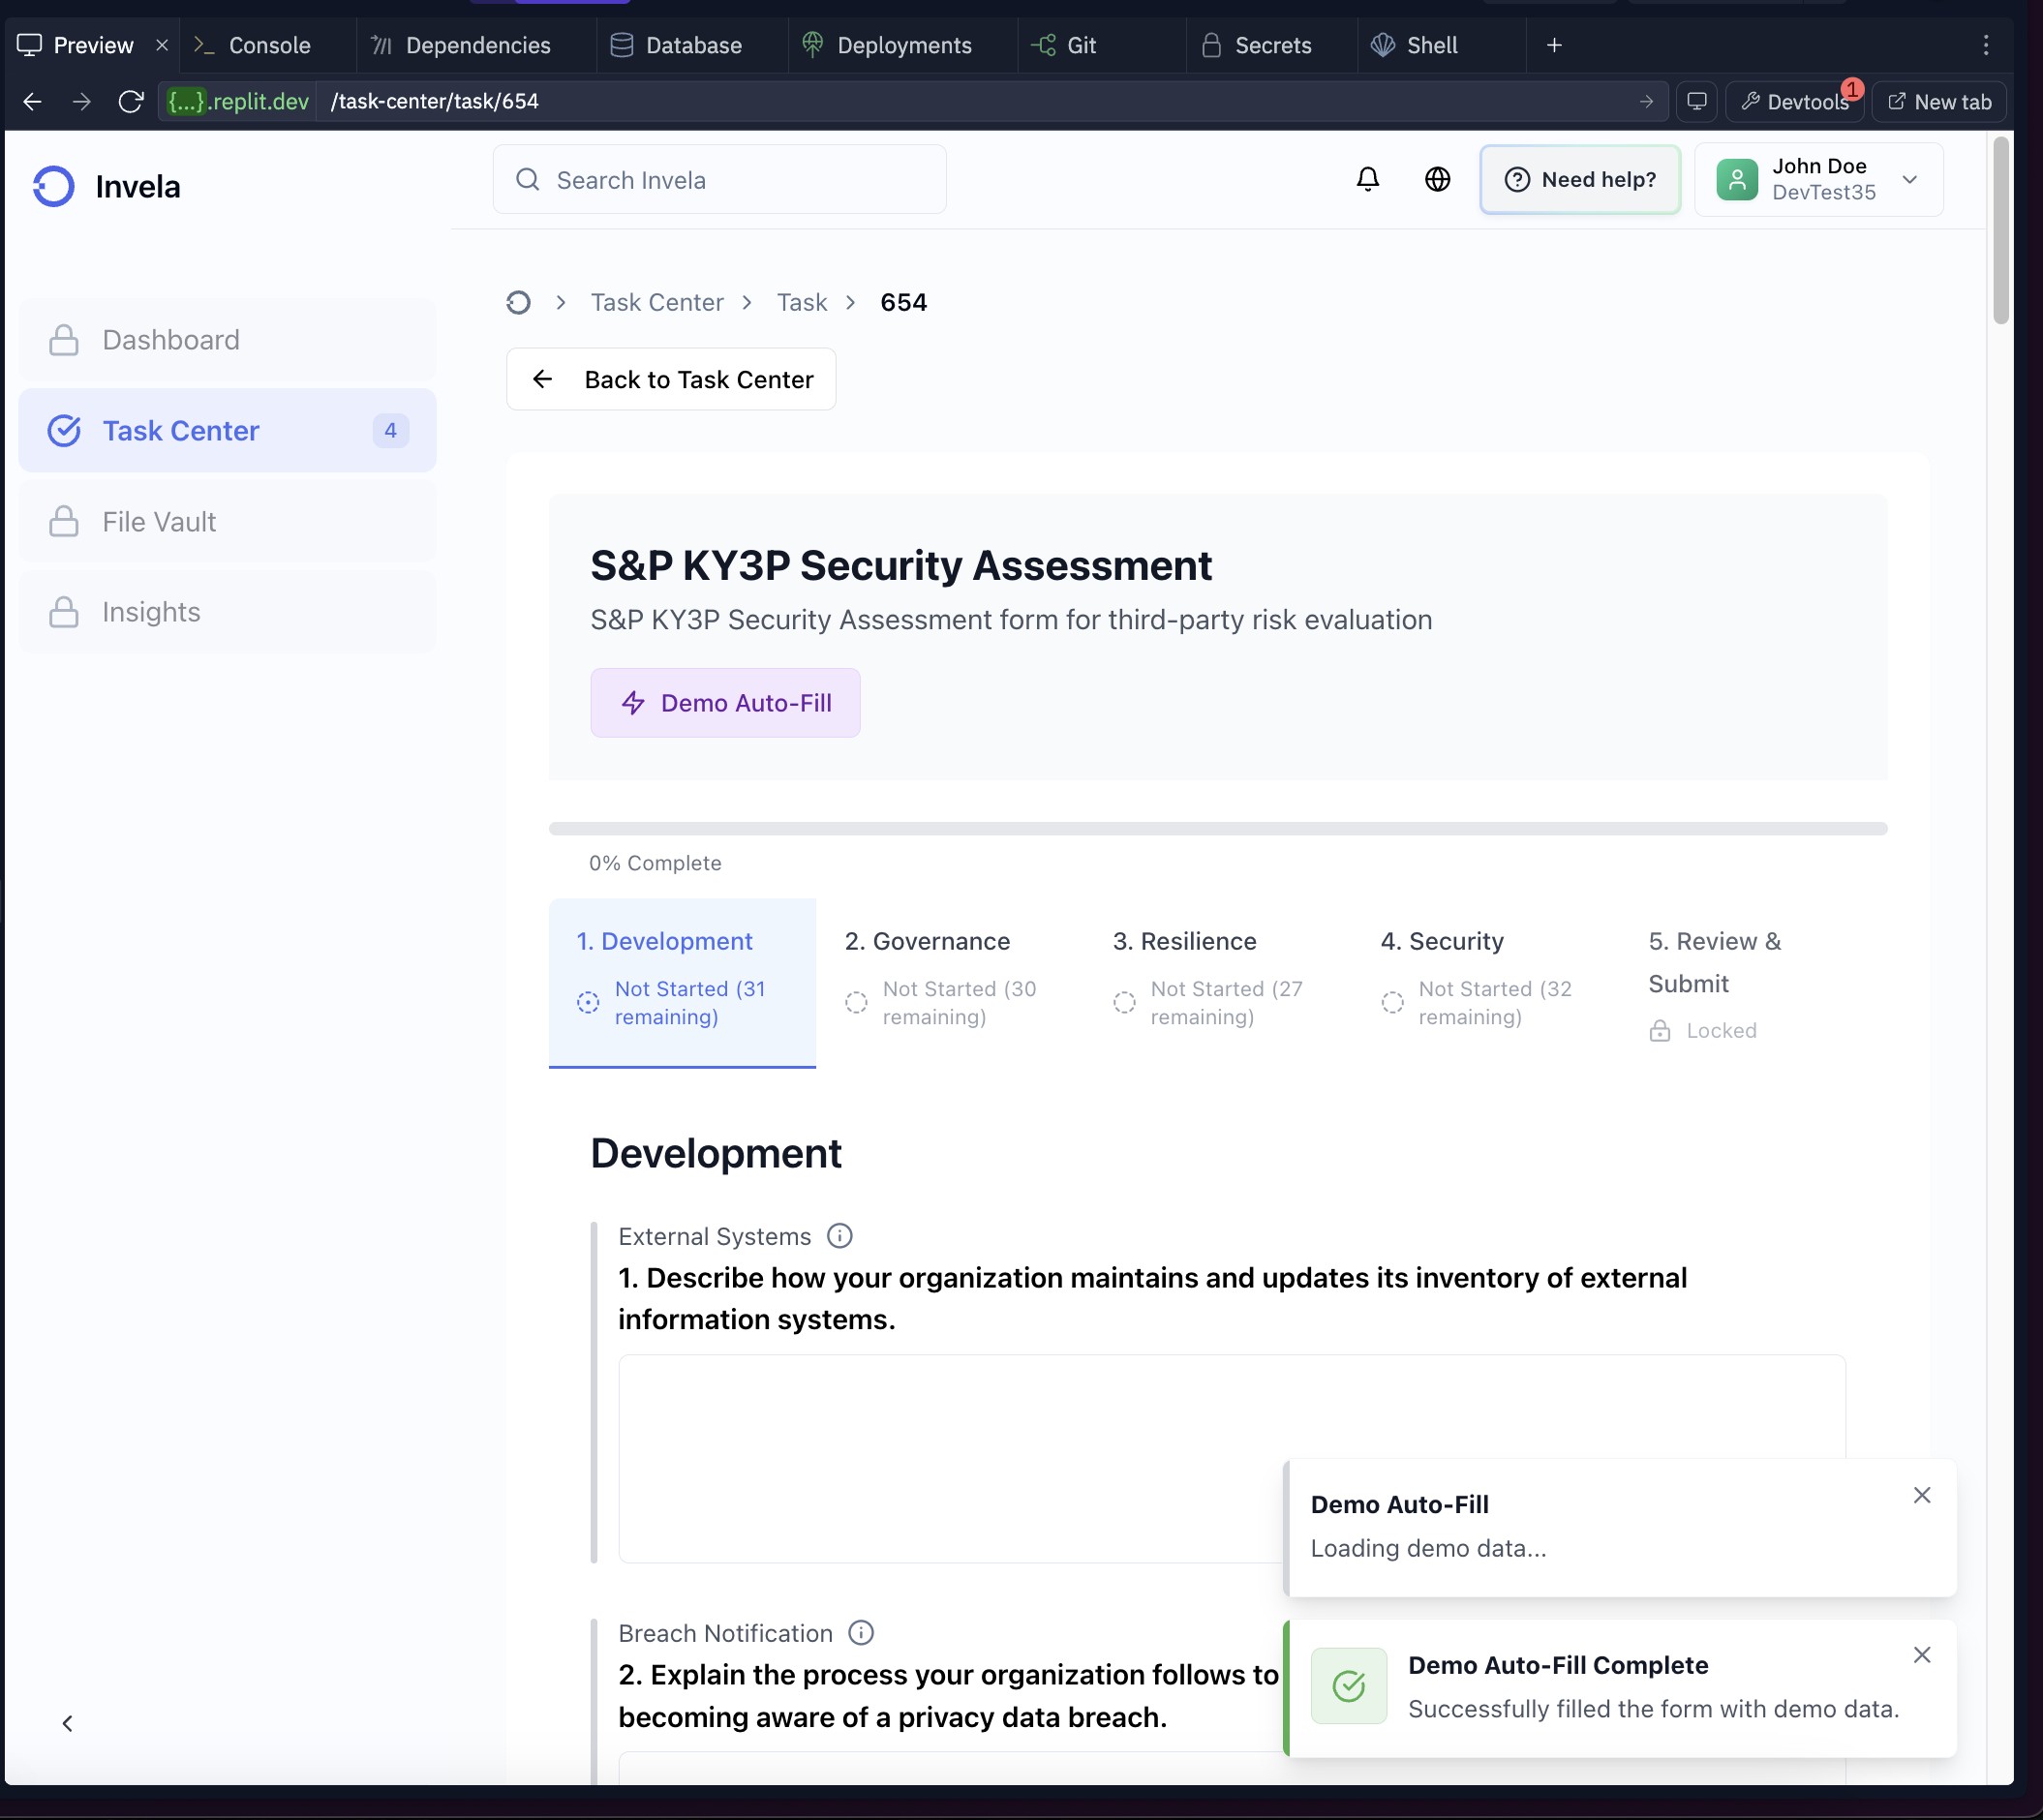 Preview
Console
Dependencies
Database
Deployments
Git
Secrets
Shell
{...}.replit.dev
/task-center/task/654
Devtools
1
New tab
Invela
Search Invela
Need help?
John Doe
DevTest35
Dashboard
Task Center
4
File Vault
Insights
Task Center
Task
654
Back to Task Center
S&P KY3P Security Assessment
S&P KY3P Security Assessment form for third-party risk evaluation
Demo Auto-Fill
0% Complete
1. Development
Not Started (31
remaining)
2. Governance
Not Started (30
remaining)
3. Resilience
Not Started (27
remaining)
4. Security
Not Started (32
remaining)
5. Review &
Submit
Locked
Development
External Systems
1. Describe how your organization maintains and updates its inventory of external
information systems.
Breach Notification
2. Explain the process your organization follows to
becoming aware of a privacy data breach.
Demo Auto-Fill
Loading demo data...
Demo Auto-Fill Complete
Successfully filled the form with demo data.